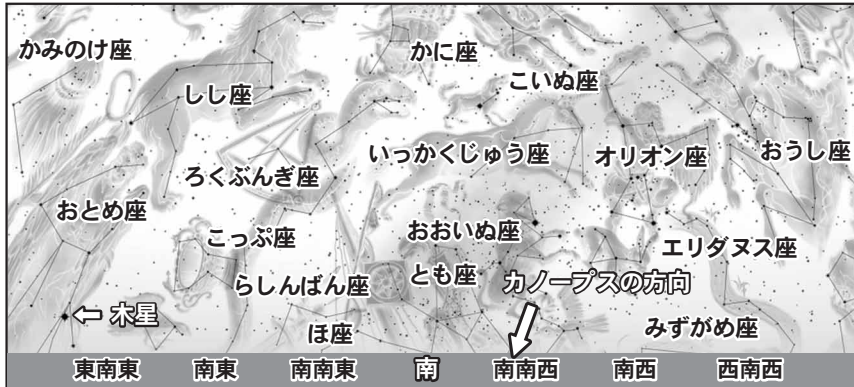 かみのけ座
かに座
しし座
こいぬ座
いっかくじゅう座
オリオン座
おうし座
ろくぶんぎ座
おとめ座
こっぷ座
おおいぬ座
エリダヌス座
らしんばん座
とも座
カノープスの方向
木星
ほ座
みずがめ座
東南東 南東 南南東 南 南南西 南西 西南西